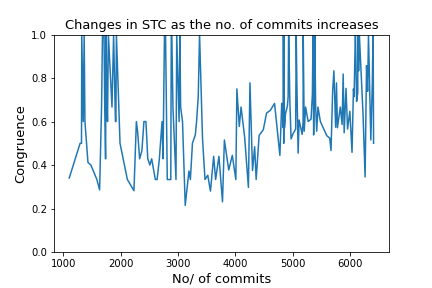 Changes in STC as the no. of commits increases
1.0
0.8
0.6
0.4
0.2
0.0
Congruence
1000 2000 3000 4000 5000 6000
No/ of commits